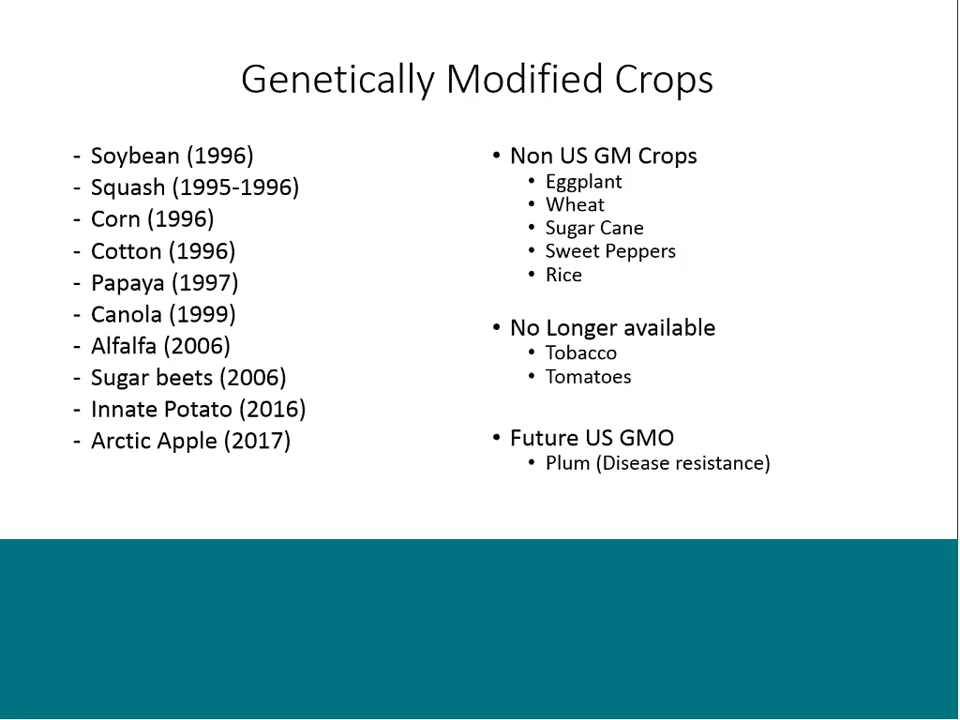 Genetically Modified Crops
- Soybean (1996)
- Squash (1995-1996)
- Corn (1996)
- Cotton (1996)
- Papaya (1997)
- Canola (1999)
- Alfalfa (2006)
- Sugar beets (2006)
- Innate Potato (2016)
- Arctic Apple (2017)
• Non US GM Crops
• Eggplant
• Wheat
• Sugar Cane
• Sweet Peppers
• Rice
• No Longer available
• Tobacco
• Tomatoes
• Future US GMO
• Plum (Disease resistance)